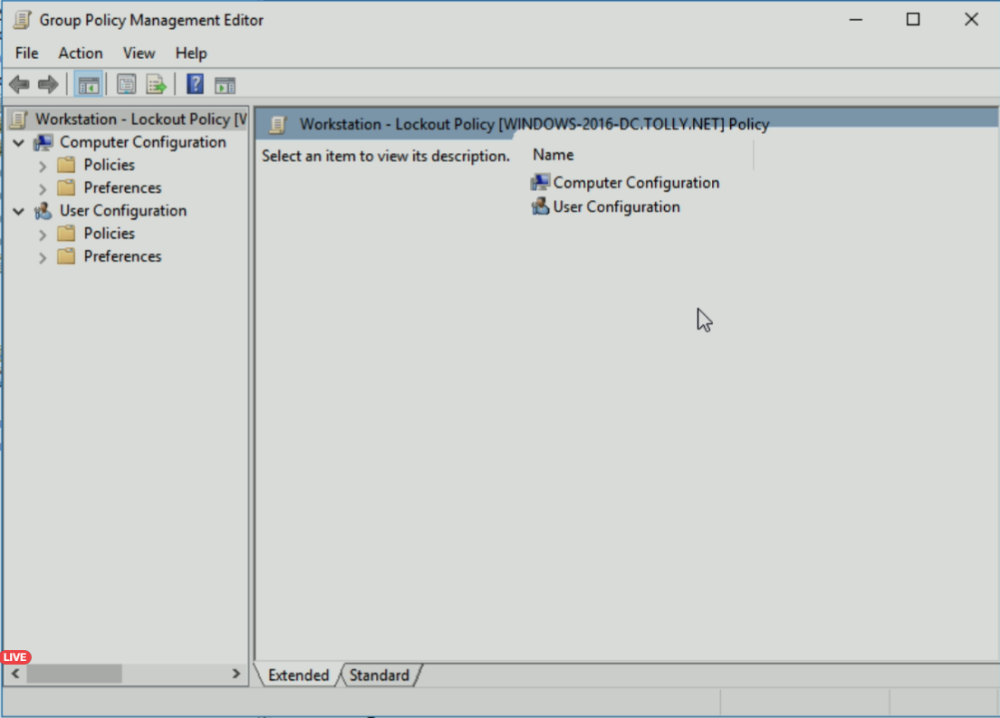 Group Policy Management Editor
File Action View Help
Workstation - Lockout Policy [W
Computer Configuration
Policies
Preferences
User Configuration
Policies
Preferences
Workstation - Lockout Policy [WINDOWS-2016-DC.TOLLY.NET] Policy
Select an item to view its description.
Name
Computer Configuration
User Configuration
LIVE
Extended Standard